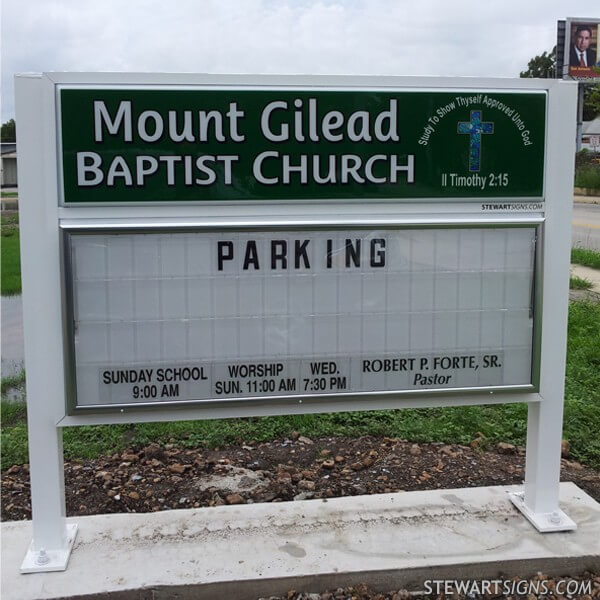 Mount Gilead
BAPTIST CHURCH
Study To Show Thyself Approved Unto God
II Timothy 2:15
STEWARTSIGNS.COM
PARKING
SUNDAY SCHOOL
9:00 AM
WORSHIP
SUN. 11:00 AM
WED.
7:30 PM
ROBERT P. FORTE, SR.
Pastor
STEWARTSIGNS.COM